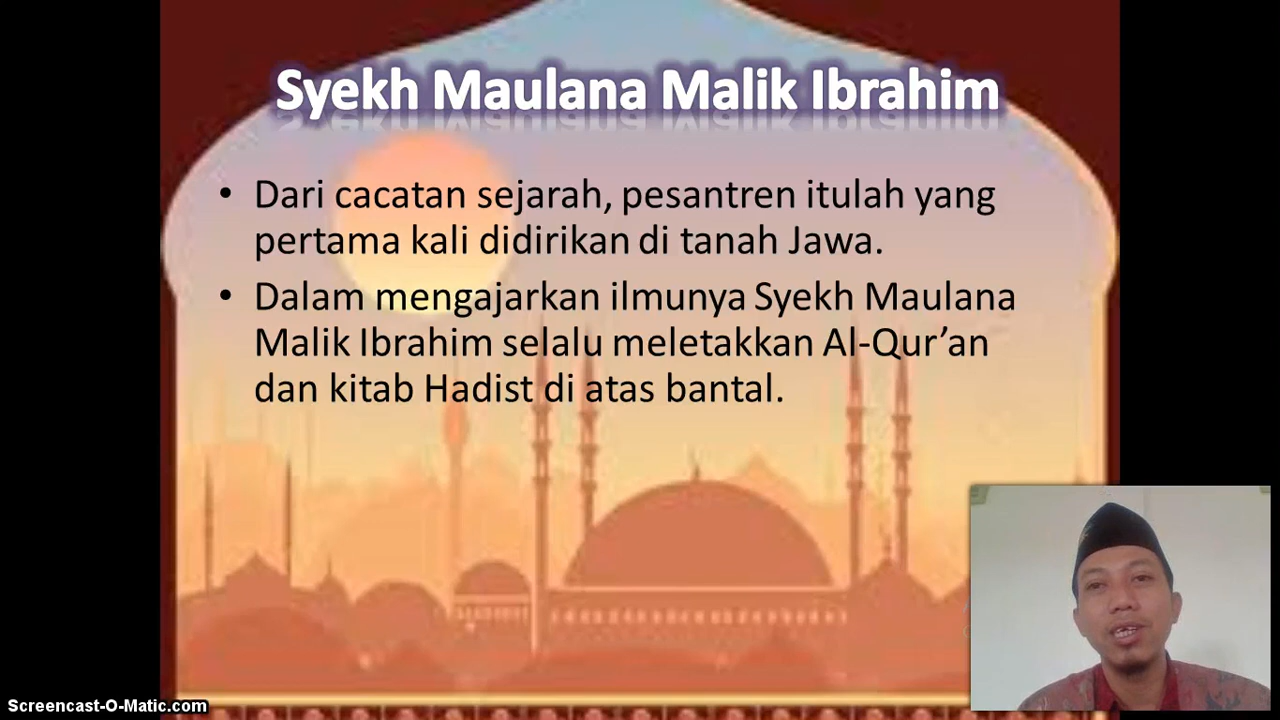 Syekh Maulana Malik Ibrahim
• Dari cacatan sejarah, pesantren itulah yang
pertama kali didirikan di tanah Jawa.
• Dalam mengajarkan ilmunya Syekh Maulana
Malik Ibrahim selalu meletakkan Al-Qur’an
dan kitab Hadist di atas bantal.
Screencast-O-Matic.com